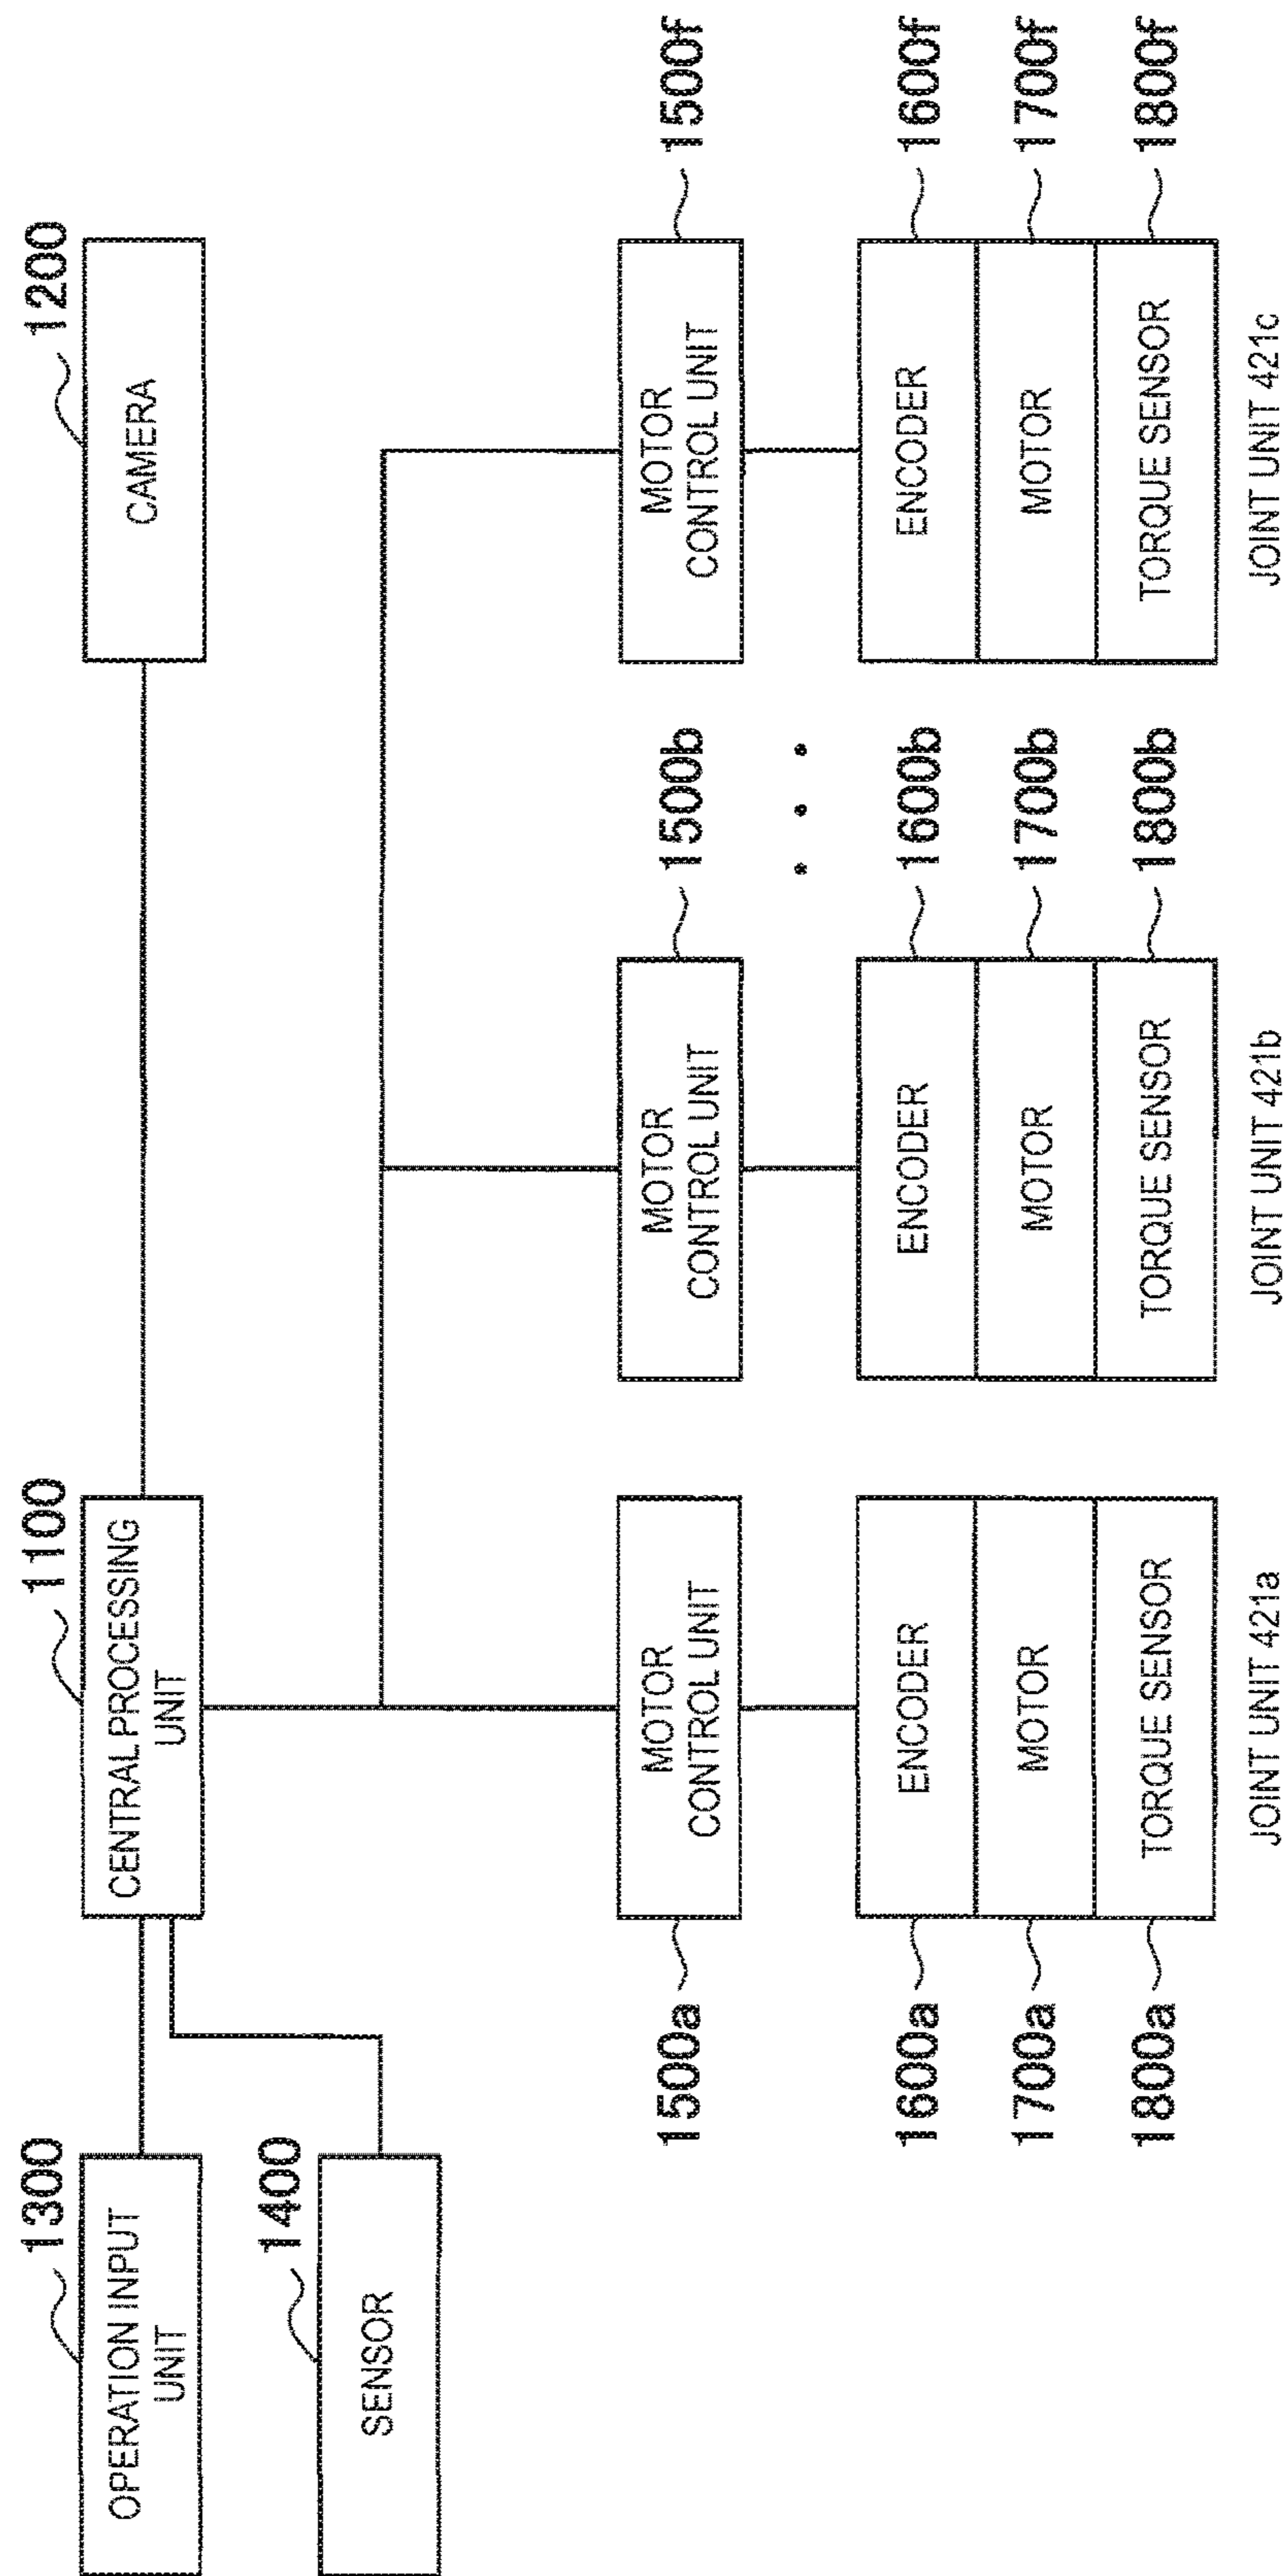 1300
OPERATION INPUT
UNIT
1100
CENTRAL PROCESSING
UNIT
1200
CAMERA
1400
SENSOR
1500a
MOTOR
CONTROL UNIT
MOTOR
CONTROL UNIT
1500b
MOTOR
CONTROL UNIT
1500f
• • •
1600a
ENCODER
1700a
MOTOR
1800a
TORQUE SENSOR
JOINT UNIT 421a
ENCODER
1600b
MOTOR
1700b
TORQUE SENSOR
1800b
JOINT UNIT 421b
ENCODER
1600f
MOTOR
1700f
TORQUE SENSOR
1800f
JOINT UNIT 421c